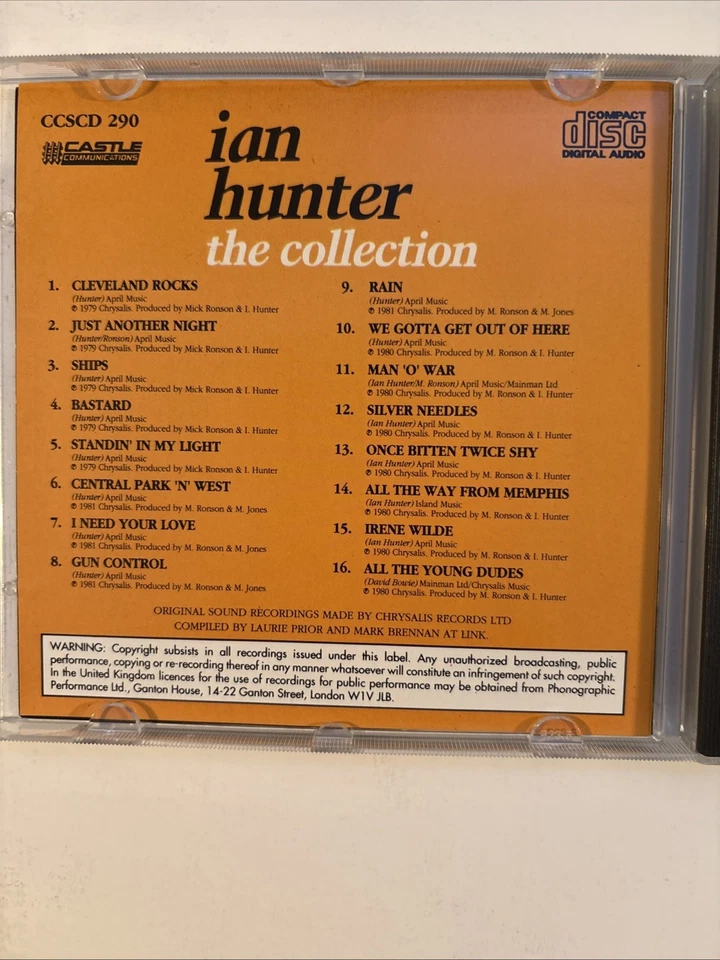 CCSCD 290
CASTLE
COMMUNICATIONS
COMPACT
disc
DIGITAL AUDIO
ian
hunter
the collection
1. CLEVELAND ROCKS
(Hunter) April Music
℗ 1979 Chrysalis. Produced by Mick Ronson & I. Hunter
2. JUST ANOTHER NIGHT
(Hunter/Ronson) April Music
℗ 1979 Chrysalis. Produced by Mick Ronson & I. Hunter
3. SHIPS
(Hunter) April Music
℗ 1979 Chrysalis. Produced by Mick Ronson & I. Hunter
4. BASTARD
(Hunter) April Music
℗ 1979 Chrysalis. Produced by Mick Ronson & I. Hunter
5. STANDIN' IN MY LIGHT
(Hunter) April Music
℗ 1979 Chrysalis. Produced by Mick Ronson & I. Hunter
6. CENTRAL PARK 'N' WEST
(Hunter) April Music
℗ 1981 Chrysalis. Produced by M. Ronson & M. Jones
7. I NEED YOUR LOVE
(Hunter) April Music
℗ 1981 Chrysalis. Produced by M. Ronson & M. Jones
8. GUN CONTROL
(Hunter) April Music
℗ 1981 Chrysalis. Produced by M. Ronson & M. Jones
9. RAIN
(Hunter) April Music
℗ 1981 Chrysalis. Produced by M. Ronson & M. Jones
10. WE GOTTA GET OUT OF HERE
(Hunter) April Music
℗ 1980 Chrysalis. Produced by M. Ronson & I. Hunter
11. MAN 'O' WAR
(Ian Hunter/M. Ronson) April Music/Mainman Ltd
℗ 1980 Chrysalis. Produced by M. Ronson & I. Hunter
12. SILVER NEEDLES
(Ian Hunter) April Music
℗ 1980 Chrysalis. Produced by M. Ronson & I. Hunter
13. ONCE BITTEN TWICE SHY
(Ian Hunter) April Music
℗ 1980 Chrysalis. Produced by M. Ronson & I. Hunter
14. ALL THE WAY FROM MEMPHIS
(Ian Hunter) Island Music
℗ 1980 Chrysalis. Produced by M. Ronson & I. Hunter
15. IRENE WILDE
(Ian Hunter) April Music
℗ 1980 Chrysalis. Produced by M. Ronson & I. Hunter
16. ALL THE YOUNG DUDES
(David Bowie) Mainman Ltd/Chrysalis Music
℗ 1980 Chrysalis. Produced by M. Ronson & I. Hunter
ORIGINAL SOUND RECORDINGS MADE BY CHRYSALIS RECORDS LTD
COMPILED BY LAURIE PRIOR AND MARK BRENNAN AT LINK.
WARNING: Copyright subsists in all recordings issued under this label. Any unauthorized broadcasting, public
performance, copying or re-recording thereof in any manner whatsoever will constitute an infringement of such copyright.
In the United Kingdom licences for the use of recordings for public performance may be obtained from Phonographic
Performance Ltd., Ganton House, 14-22 Ganton Street, London W1V JLB.